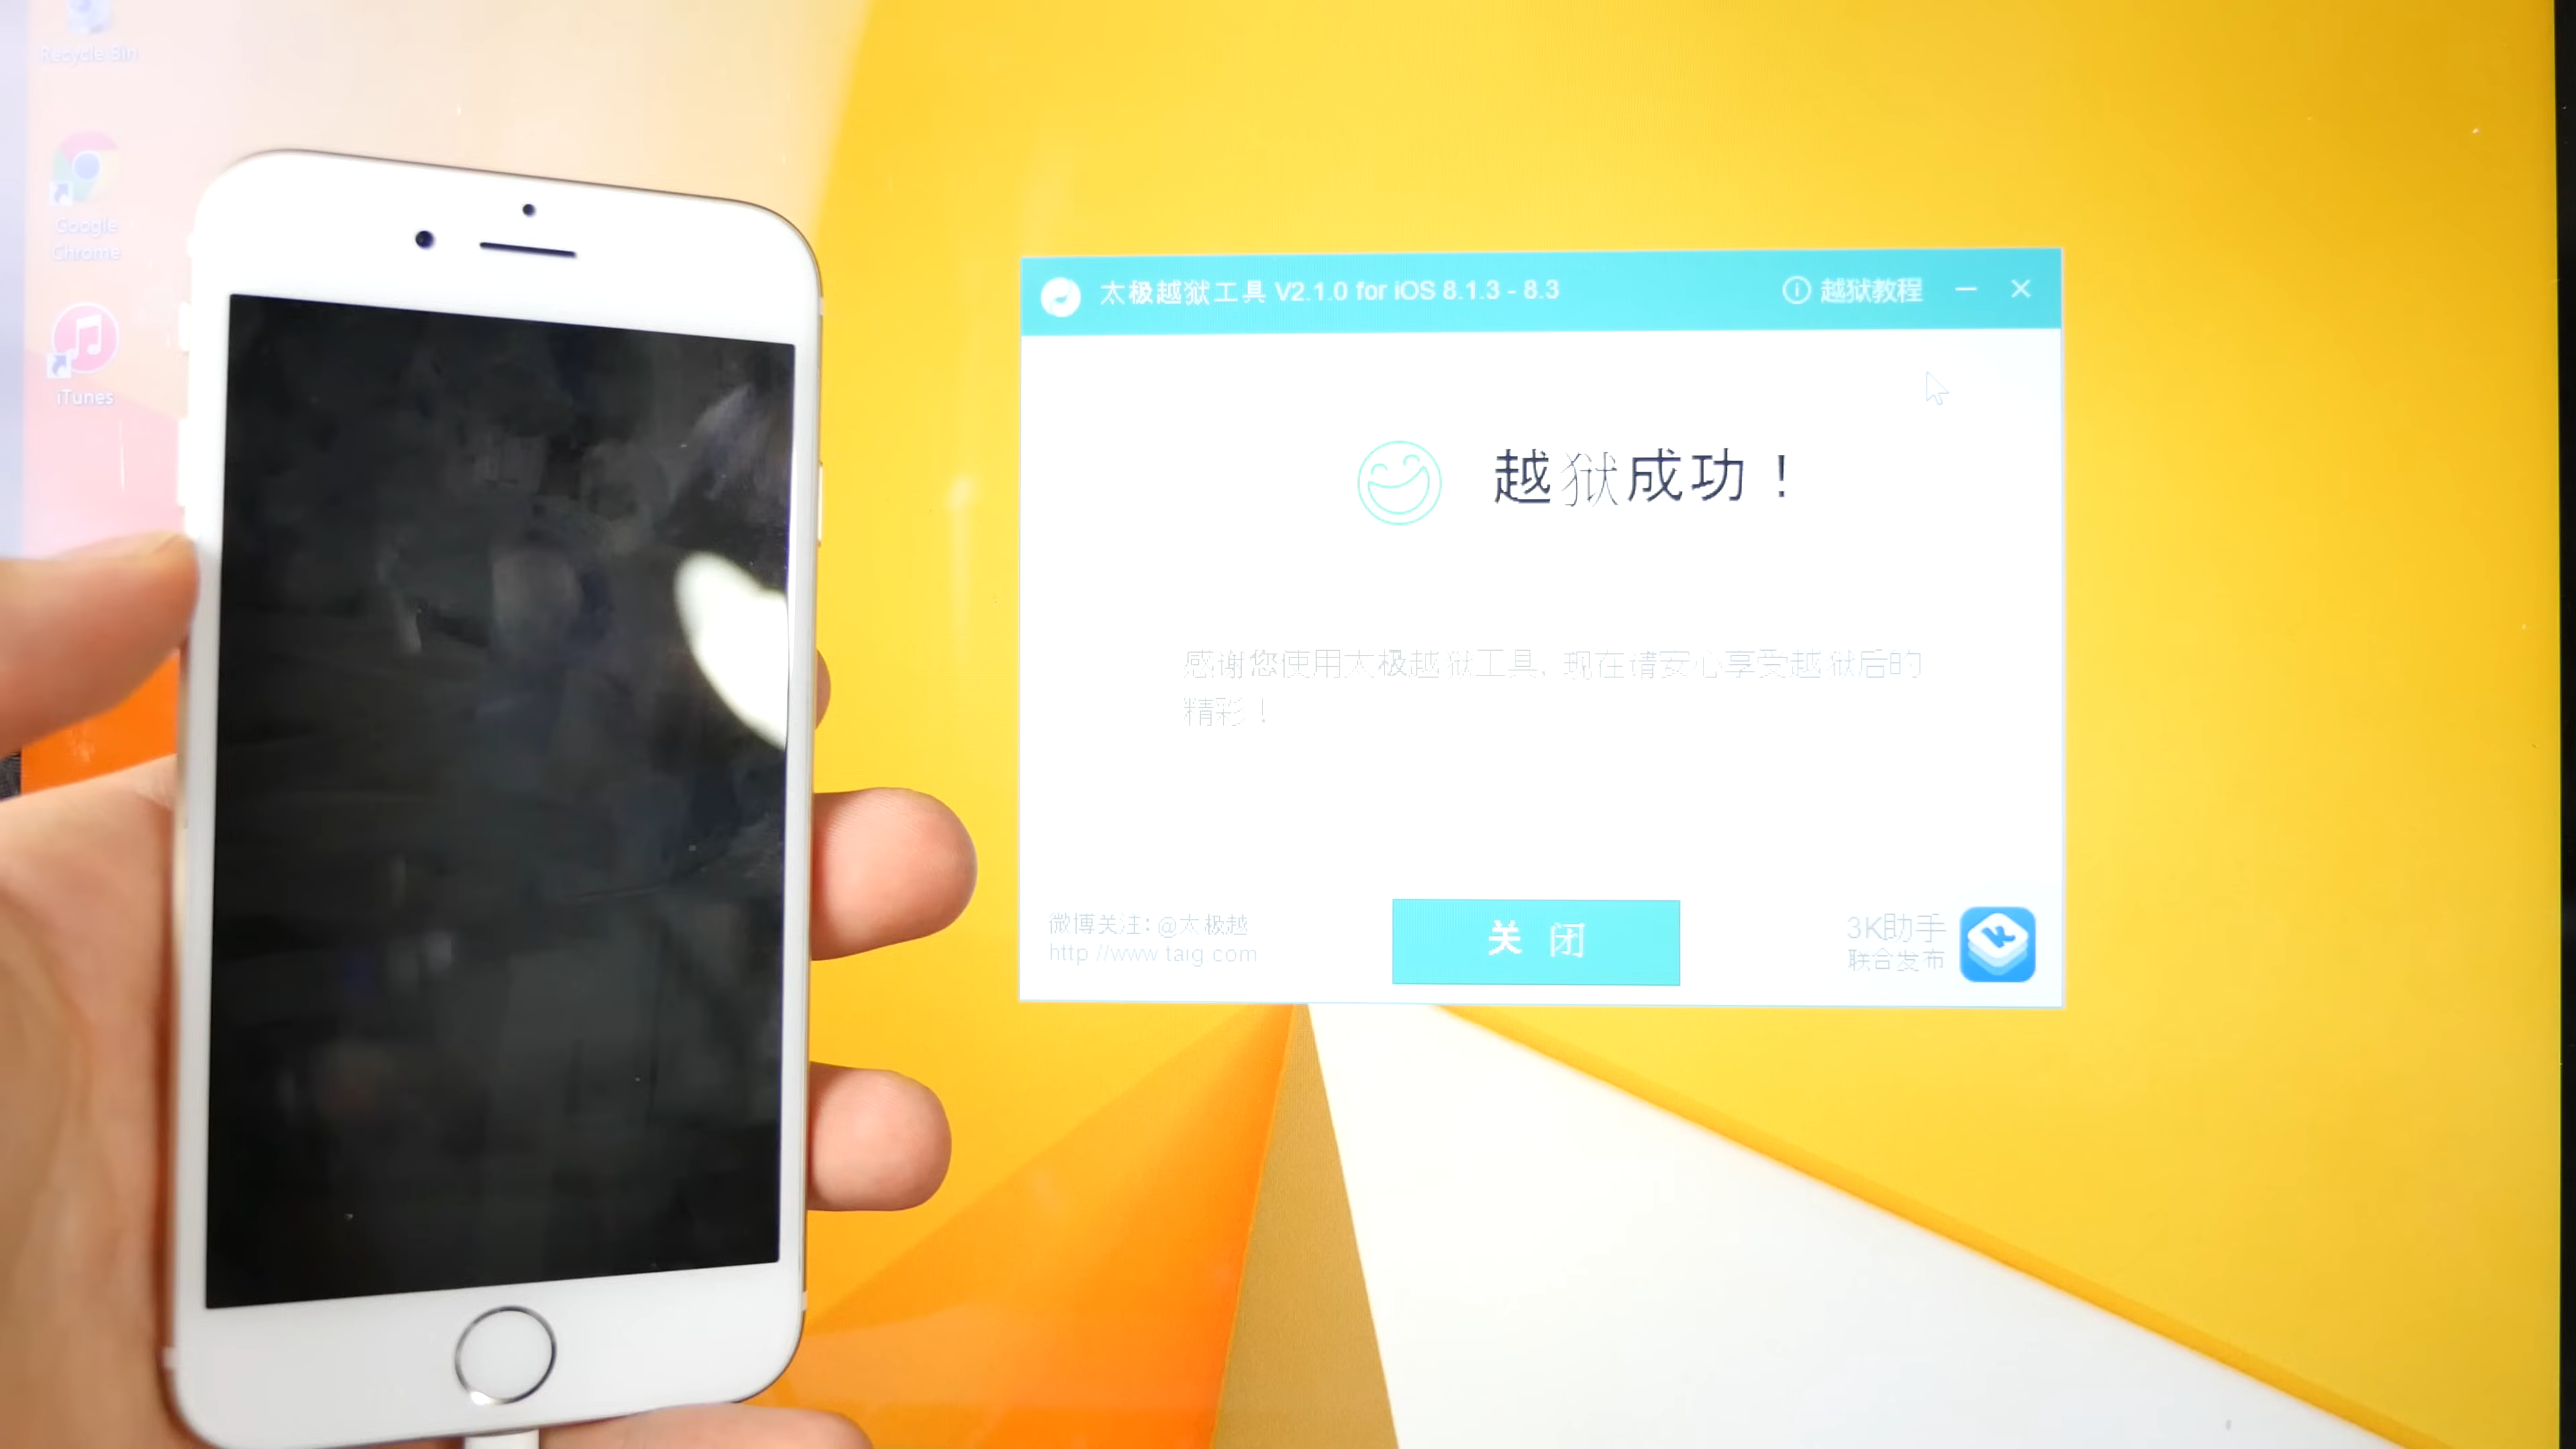 Recycle Bin
Google
Chrome
iTunes
太极越狱工具 V2.1.0 for iOS 8.1.3 - 8.3
越狱教程
越狱成功！
感谢您使用太极越狱工具, 现在请安心享受越狱后的
精彩！
微博关注: @太极越
http //www taig com
关 闭
3K助手
联合发布